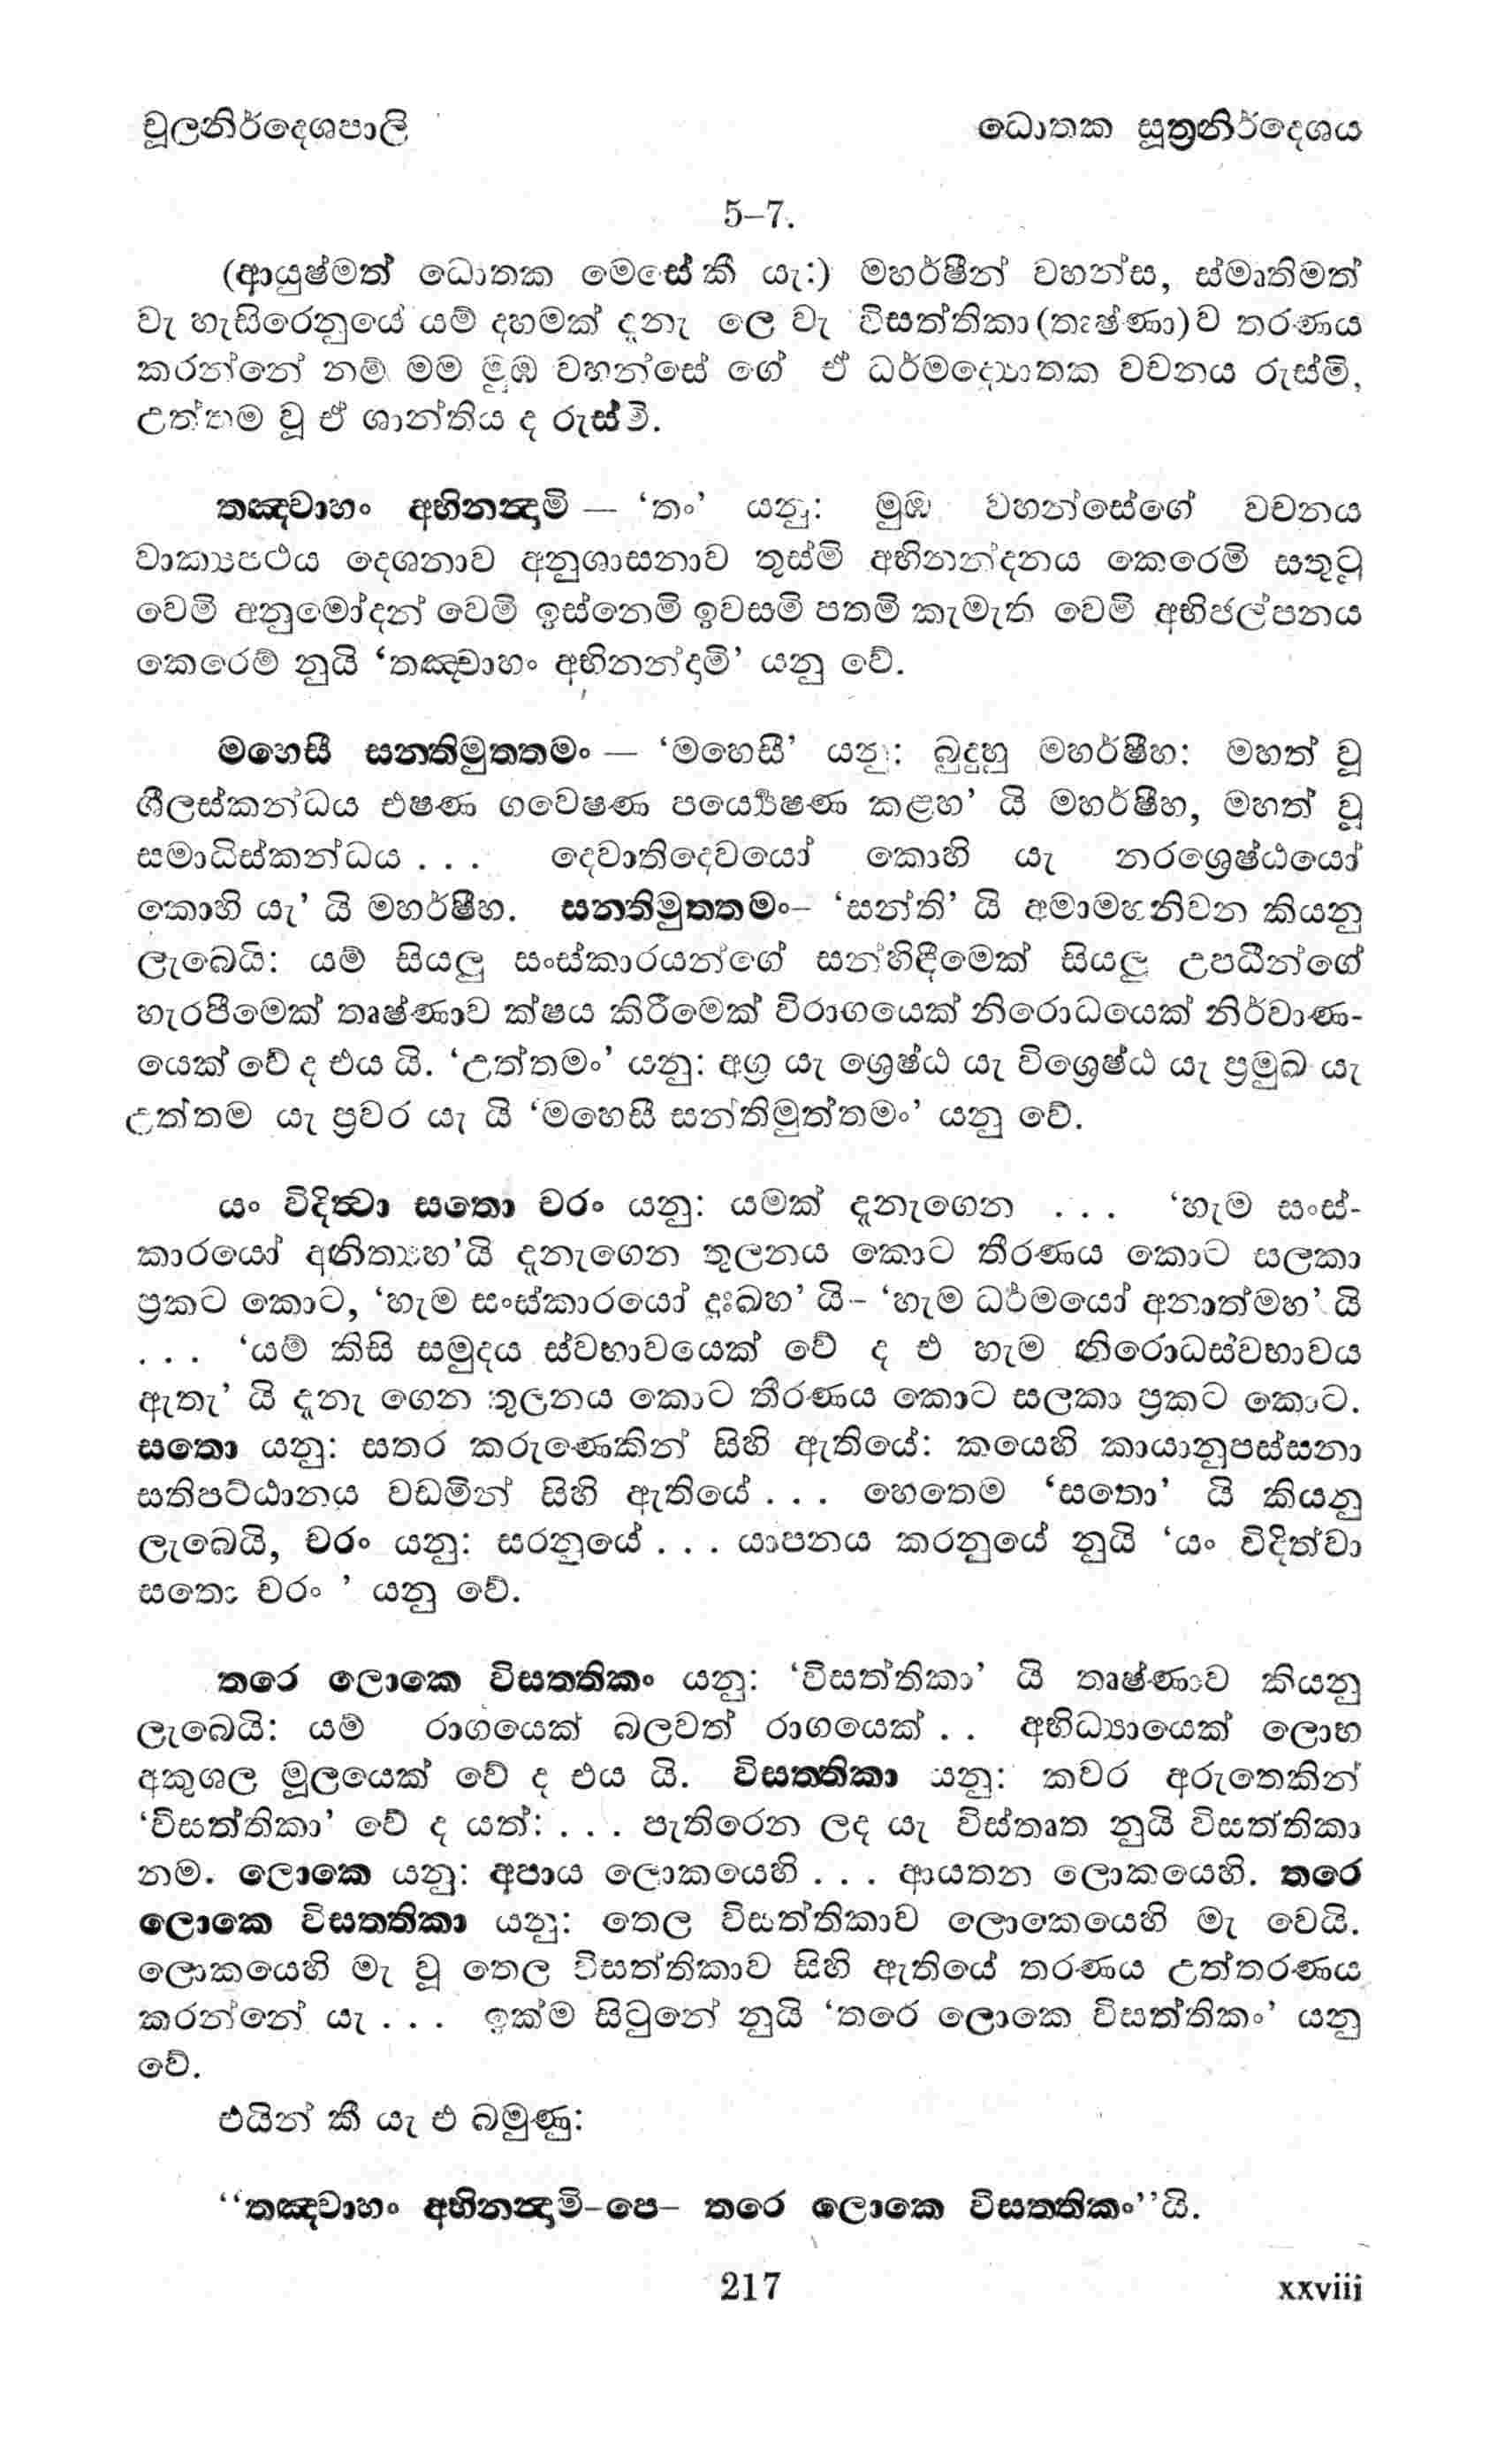 චූලනිර්දෙශපාලි
ධොතක සූත්‍රනිර්දෙශය
5–7.
(ආයුෂ්මත් ධොතක මෙසේ කී යැ:) මහර්ෂීන් වහන්ස, ස්මෘතිමත්
වැ හැසිරෙනුයේ යම් දහමක් දැනැ ලෙ වැ විසත්තිකා(තෘෂ්ණා)ව තරණය
කරන්නේ නම් මම මුඹ වහන්සේ ගේ ඒ ධර්මද්‍යොතක වචනය රුස්මි,
උත්තම වූ ඒ ශාන්තිය ද රුස්මි.
තඤ්චාහං අභිනන්‍දාමි — ‘තං’ යනු: මුඹ වහන්සේගේ වචනය
වාක්‍යපථය දෙශනාව අනුශාසනාව තුස්මි අභිනන්දනය කෙරෙමි සතුටු
වෙමි අනුමෝදන් වෙමි ඉස්නෙමි ඉවසමි පතමි කැමැති වෙමි අභිජල්පනය
කෙරෙම් නුයි ‘තඤ්චාහං අභිනන්දාමි’ යනු වේ.
මහෙසී සන‍්තිමුත‍්තමං — ‘මහෙසී’ යනු: බුදුහු මහර්ෂීහ: මහත් වූ
ශීලස්කන්ධය එෂණ ගවෙෂණ පර්‍ය්‍යෙෂණ කළහ’ යි මහර්ෂීහ, මහත් වූ
සමාධිස්කන්ධය . . . දෙවාතිදෙවයෝ කොහි යැ නරශ්‍රෙෂ්ඨයෝ
කොහි යැ’ යි මහර්ෂීහ. සන‍්තිමුත‍්තමං– ‘සන්ති’ යි අමාමහනිවන කියනු
ලැබෙයි: යම් සියලු සංස්කාරයන්ගේ සන්හිඳීමෙක් සියලු උපධීන්ගේ
හැරපීමෙක් තෘෂ්ණාව ක්ෂය කිරීමෙක් විරාගයෙක් නිරොධයෙක් නිර්වාණ-
යෙක් වේ ද එය යි. ‘උත්තමං’ යනු: අග්‍ර යැ ශ්‍රෙෂ්ඨ යැ විශ්‍රෙෂ්ඨ යැ ප්‍රමුඛ යැ
උත්තම යැ ප්‍රවර යැ යි ‘මහෙසී සන්තිමුත්තමං’ යනු වේ.
යං විදිත්‍වා සතො චරං යනු: යමක් දැනගෙන . . . ‘හැම සංස්-
කාරයෝ අනිත්‍යහ’යි දැනැගෙන තුලනය කොට තීරණය කොට සලකා
ප්‍රකට කොට, ‘හැම සංස්කාරයෝ දුඃඛහ’ යි – ‘හැම ධර්මයෝ අනාත්මහ’ යි
. . . ‘යම් කිසි සමුදය ස්වභාවයෙක් වේ ද එ හැම නිරොධස්වභාවය
ඇතැ’ යි දැනැ ගෙන තුලනය කොට තීරණය කොට සලකා ප්‍රකට කොට.
සතො යනු: සතර කරුණෙකින් සිහි ඇතියේ: කයෙහි කායානුපස්සනා
සතිපට්ඨානය වඩමින් සිහි ඇතියේ . . . හෙතෙම ‘සතො’ යි කියනු
ලැබෙයි, චරං යනු: සරනුයේ . . . යාපනය කරනුයේ නුයි ‘යං විදිත්වා
සතො චරං ’ යනු වේ.
තරෙ ලොකෙ විසත‍්තිකං යනු: ‘විසත්තිකා’ යි තෘෂ්ණාව කියනු
ලැබෙයි: යම් රාගයෙක් බලවත් රාගයෙක් . . අභිධ්‍යායෙක් ලොභ
අකුශල මූලයෙක් වේ ද එය යි. විසත‍්තිකා යනු: කවර අරුතෙකින්
‘විසත්තිකා’ වේ ද යත්: . . . පැතිරෙන ලද යැ විස්තෘත නුයි විසත්තිකා
නම. ලොකෙ යනු: අපාය ලොකයෙහි . . . ආයතන ලොකයෙහි. තරෙ
ලොකෙ විසත‍්තිකා යනු: තෙල විසත්තිකාව ලොකෙයෙහි මැ වෙයි.
ලොකයෙහි මැ වූ තෙල විසත්තිකාව සිහි ඇතියේ තරණය උත්තරණය
කරන්නේ යැ . . . ඉක්ම සිටුනේ නුයි ‘තරෙ ලොකෙ විසත්තිකං’ යනු
වේ.
එයින් කී යැ එ බමුණු:
‘‘තඤ්චාහං අභිනන්‍දාමි–පෙ– තරෙ ලොකෙ විසත‍්තිකං’’යි.
217
xxviii